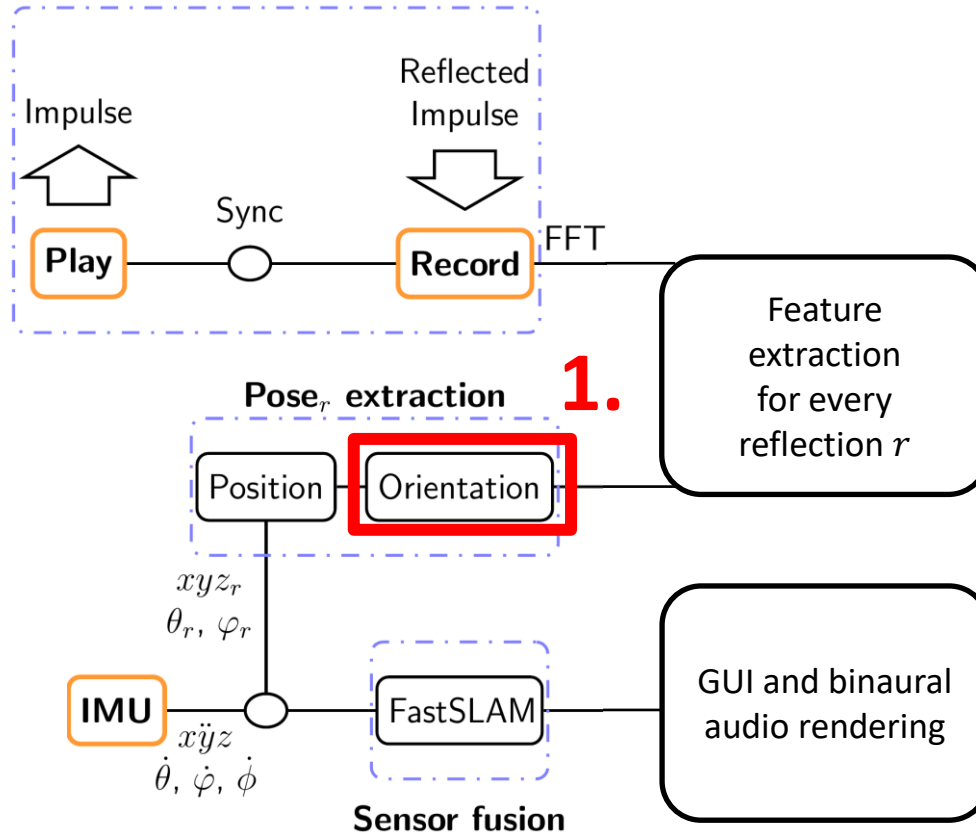 Impulse
Reflected
Impulse
Sync
Play
Record
FFT
Feature
extraction
for every
reflection r
1.
Pose_r extraction
Position
Orientation
xyz_r
θ_r, φ_r
IMU
xÿz
θ̇, φ̇, ϕ̇
FastSLAM
GUI and binaural
audio rendering
Sensor fusion